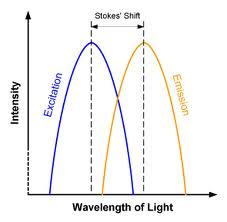 Stokes' Shift
Excitation
Emission
Intensity
Wavelength of Light